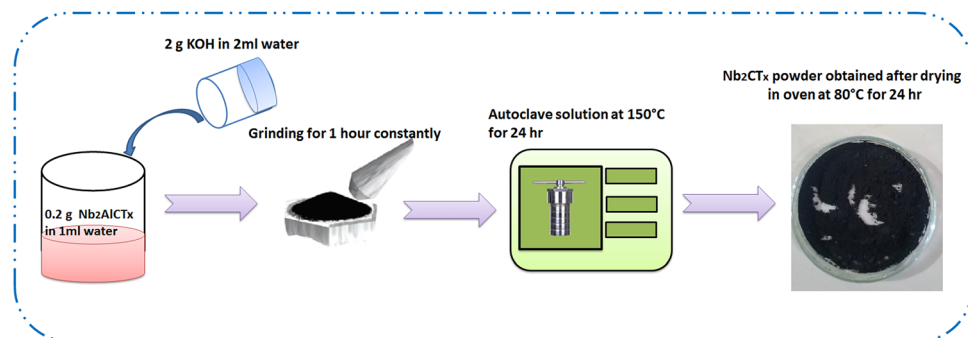 2 g KOH in 2ml water
0.2 g Nb2AlCTx
in 1ml water
Grinding for 1 hour constantly
Autoclave solution at 150°C
for 24 hr
Nb₂CTₓ powder obtained after drying
in oven at 80°C for 24 hr